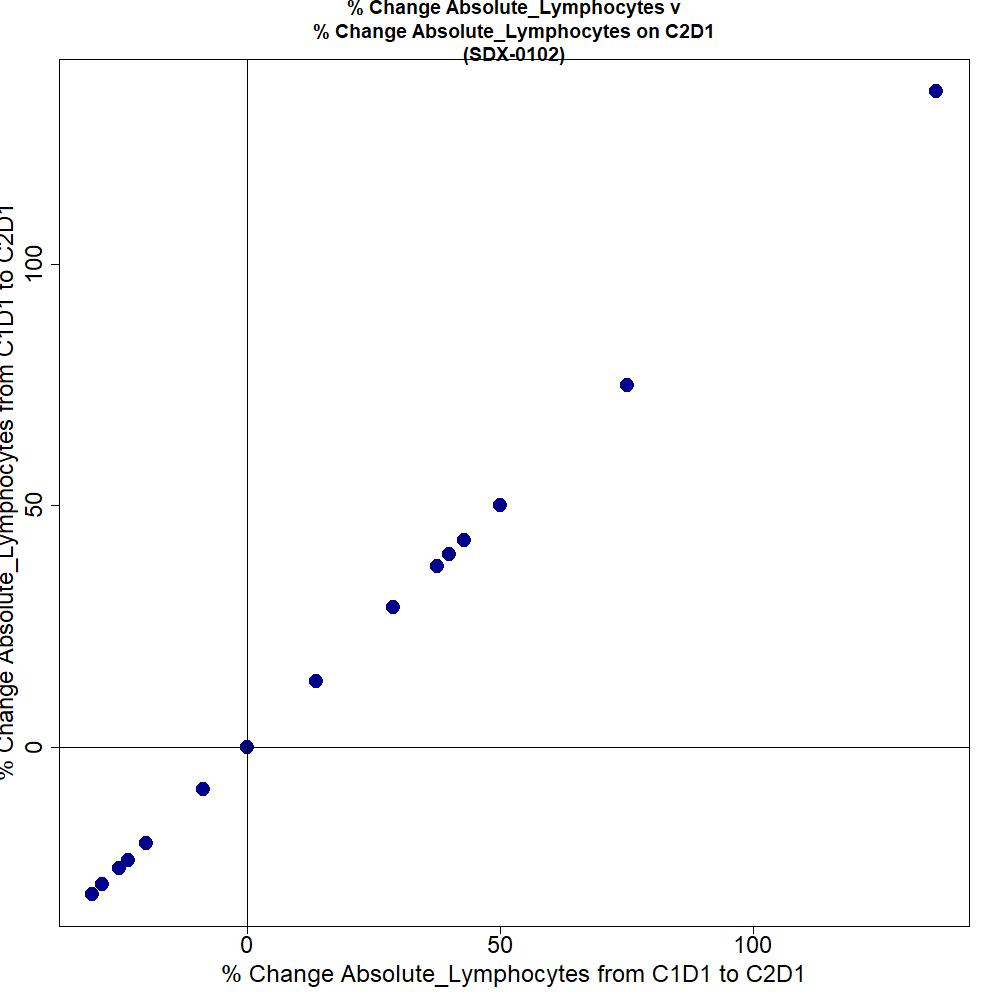 % Change Absolute_Lymphocytes v
% Change Absolute_Lymphocytes on C2D1
(SDX-0102)
% Change Absolute_Lymphocytes from C1D1 to C2D1
100
50
0
0 50 100
% Change Absolute_Lymphocytes from C1D1 to C2D1